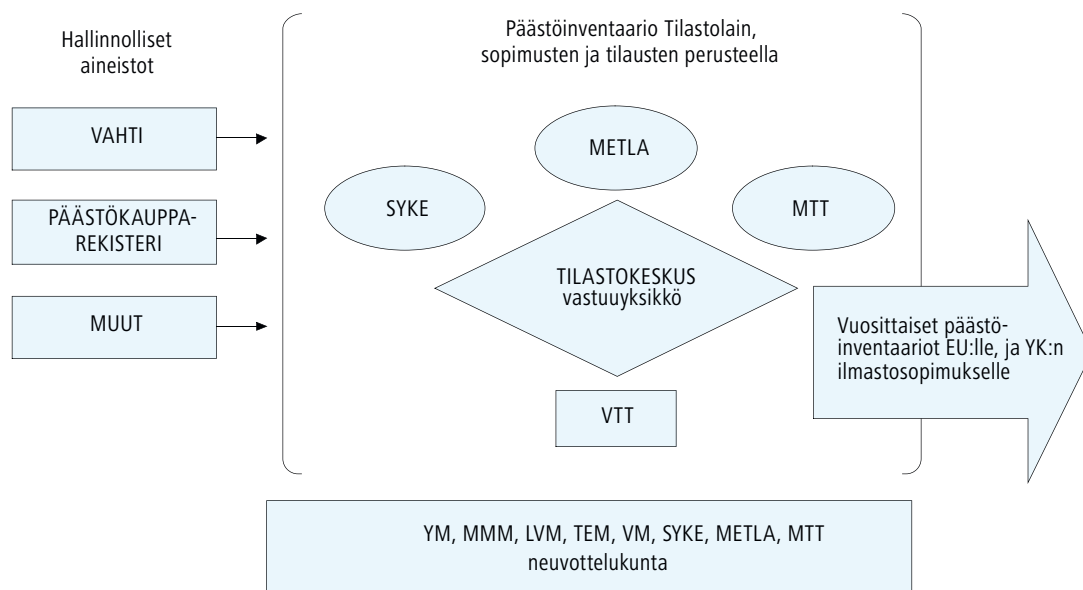 Hallinnolliset
aineistot
VAHTI
PÄÄSTÖKAUPPA-
REKISTERI
MUUT
Päästöinventaario Tilastolain,
sopimusten ja tilausten perusteella
METLA
SYKE
MTT
TILASTOKESKUS
vastuuyksikkö
VTT
Vuosittaiset päästö-
inventaariot EU:lle, ja YK:n
ilmastosopimukselle
YM, MMM, LVM, TEM, VM, SYKE, METLA, MTT
neuvottelukunta